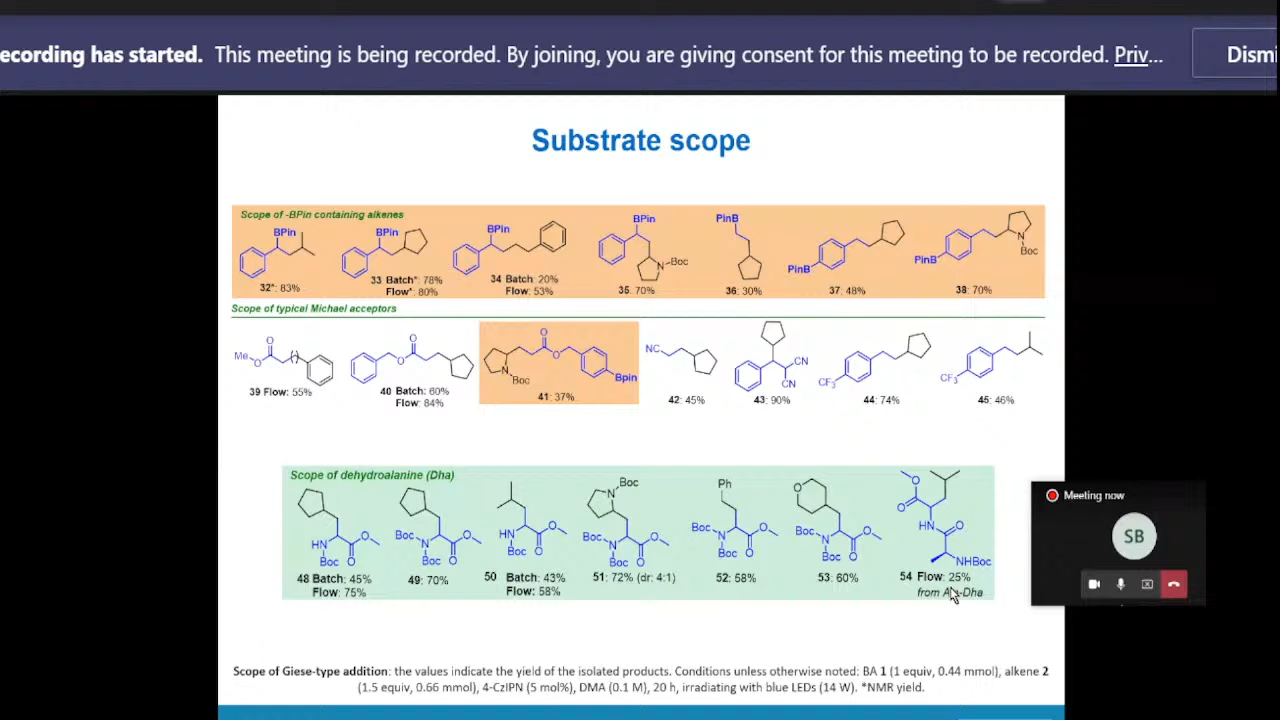 ecording has started. This meeting is being recorded. By joining, you are giving consent for this meeting to be recorded. Priv...
Dismi
Substrate scope
Scope of -BPin containing alkenes
BPin
32*: 83%
BPin
33 Batch*: 78%
Flow*: 80%
BPin
34 Batch: 20%
Flow: 53%
BPin
N
Boc
35: 70%
PinB
36: 30%
PinB
37: 48%
PinB
N
Boc
38: 70%
Scope of typical Michael acceptors
Me
O
O
39 Flow: 55%
O
O
40 Batch: 60%
Flow: 84%
N
Boc
O
O
Bpin
41: 37%
NC
42: 45%
CN
CN
43: 90%
CF3
44: 74%
CF3
45: 46%
Scope of dehydroalanine (Dha)
HN
Boc
O
O
48 Batch: 45%
Flow: 75%
Boc
N
Boc
O
O
49: 70%
HN
Boc
O
O
50 Batch: 43%
Flow: 58%
Boc
N
Boc
N
Boc
O
O
51: 72% (dr: 4:1)
Ph
Boc
N
Boc
O
O
52: 58%
O
Boc
N
Boc
O
O
53: 60%
O
O
HN
O
NHBoc
54 Flow: 25%
from
Dha
Meeting now
SB
Scope of Giese-type addition: the values indicate the yield of the isolated products. Conditions unless otherwise noted: BA 1 (1 equiv, 0.44 mmol), alkene 2
(1.5 equiv, 0.66 mmol), 4-CzIPN (5 mol%), DMA (0.1 M), 20 h, irradiating with blue LEDs (14 W). *NMR yield.